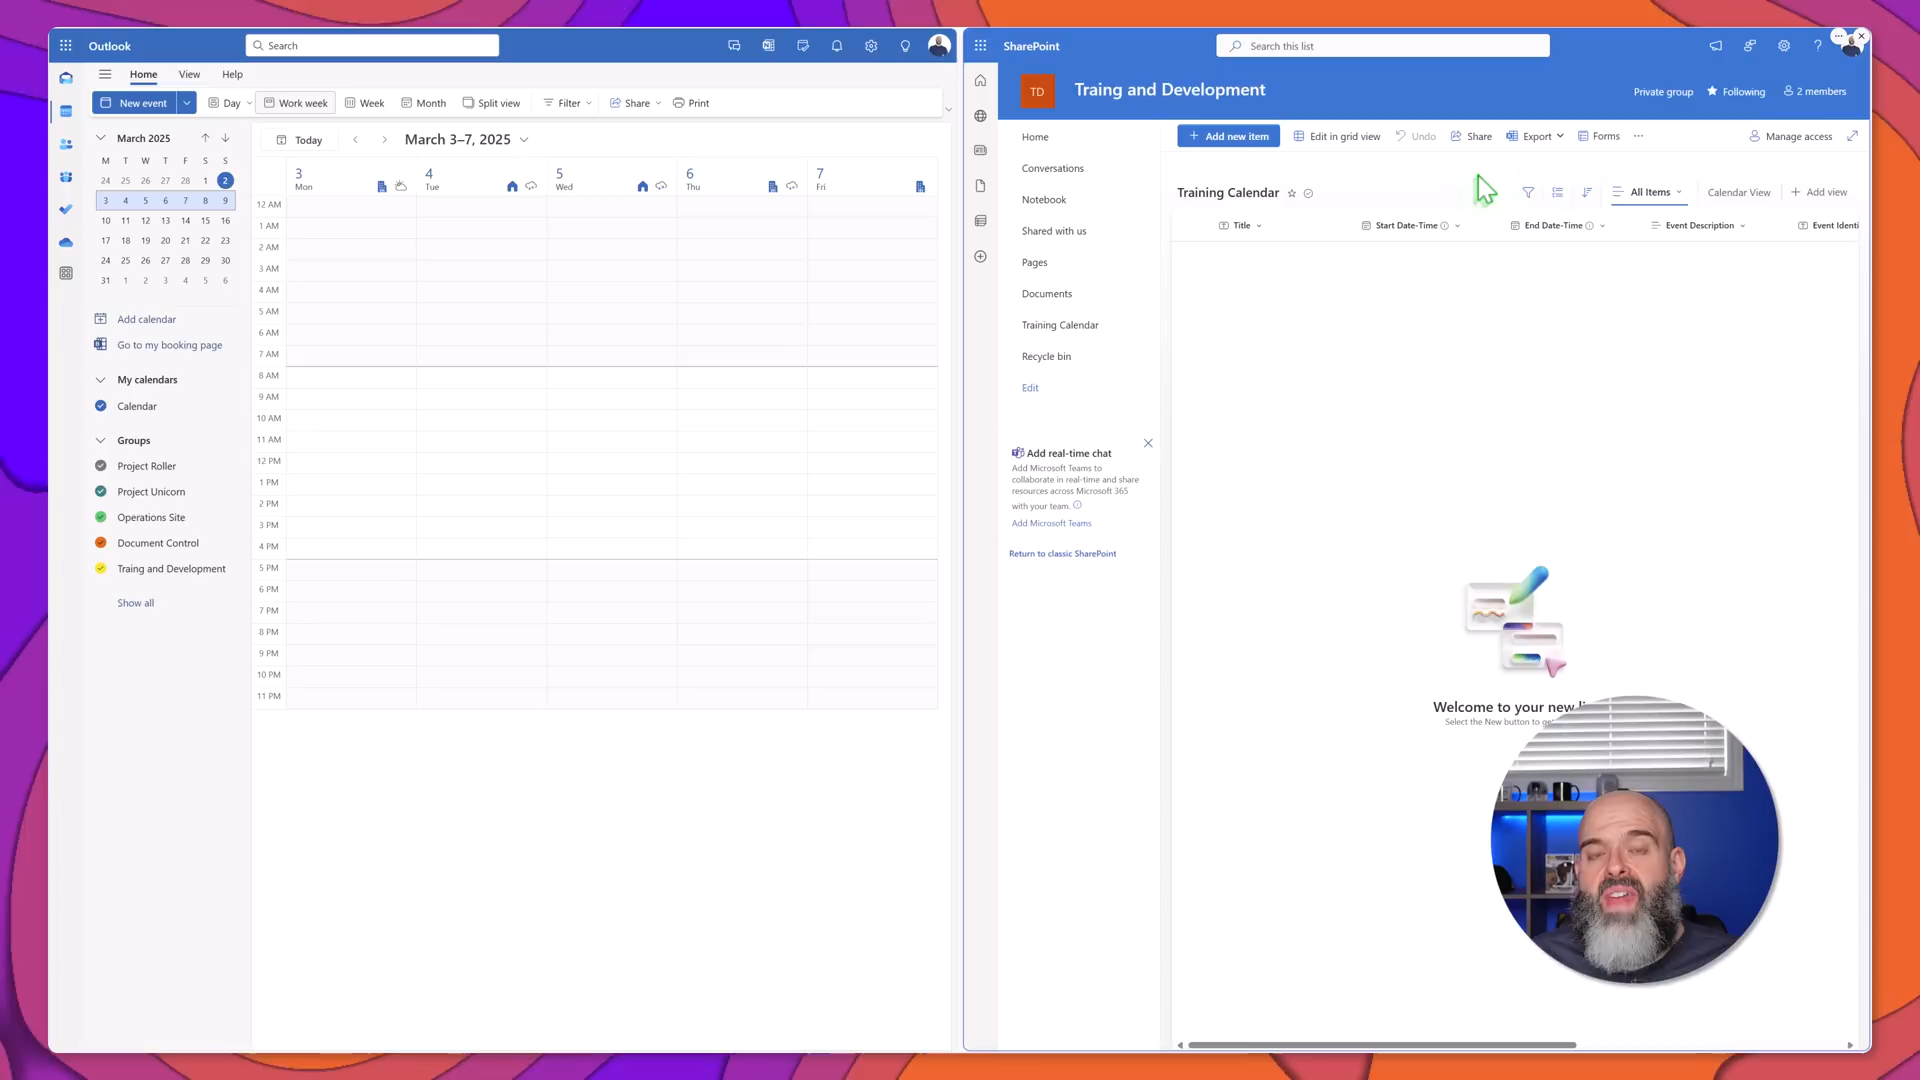 Outlook
Search
Home View Help
New event Day Work week Week Month Split view Filter Share Print
March 2025
M T W T F S S
24 25 26 27 28 1 2
3 4 5 6 7 8 9
10 11 12 13 14 15 16
17 18 19 20 21 22 23
24 25 26 27 28 29 30
31 1 2 3 4 5 6
Add calendar
Go to my booking page
My calendars
Calendar
Groups
Project Roller
Project Unicorn
Operations Site
Document Control
Traing and Development
Show all
Today March 3–7, 2025
3 4 5 6 7
Mon Tue Wed Thu Fri
12 AM
1 AM
2 AM
3 AM
4 AM
5 AM
6 AM
7 AM
8 AM
9 AM
10 AM
11 AM
12 PM
1 PM
2 PM
3 PM
4 PM
5 PM
6 PM
7 PM
8 PM
9 PM
10 PM
11 PM
SharePoint
Search this list
?
TD Traing and Development
Private group Following 2 members
Home
Conversations
Notebook
Shared with us
Pages
Documents
Training Calendar
Recycle bin
Edit
Add real-time chat
Add Microsoft Teams to
collaborate in real-time and share
resources across Microsoft 365
with your team.
Add Microsoft Teams
Return to classic SharePoint
Add new item Edit in grid view Undo Share Export Forms Manage access
Training Calendar All Items Calendar View Add view
Title Start Date-Time End Date-Time Event Description Event Identi
Welcome to your new
Select the New button to